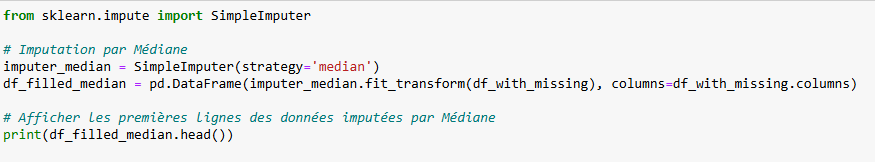 from sklearn.impute import SimpleImputer
# Imputation par Médiane
imputer_median = SimpleImputer(strategy='median')
df_filled_median = pd.DataFrame(imputer_median.fit_transform(df_with_missing), columns=df_with_missing.columns)
# Afficher les premières lignes des données imputées par Médiane
print(df_filled_median.head())